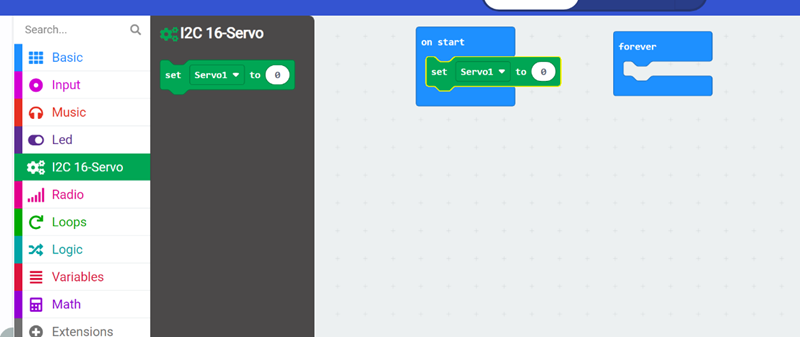 Search...
Basic
Input
Music
Led
I2C 16-Servo
Radio
Loops
Logic
Variables
Math
Extensions
I2C 16-Servo
set Servo1 to 0
on start
set Servo1 to 0
forever